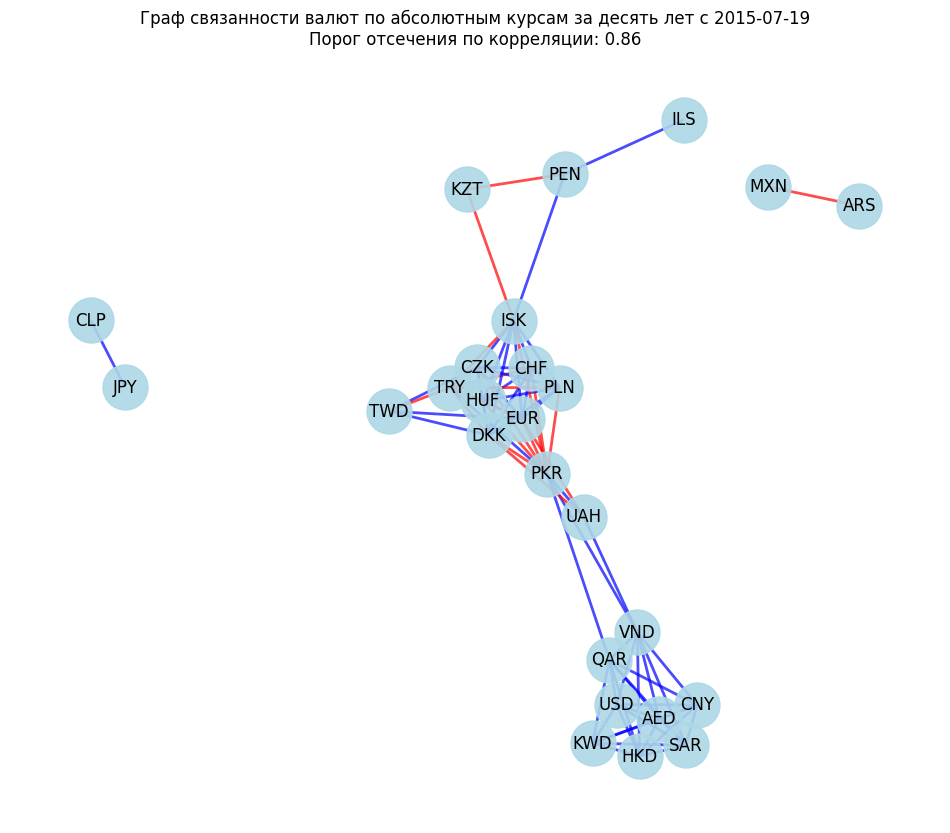 Граф связанности валют по абсолютным курсам за десять лет с 2015-07-19
Порог отсечения по корреляции: 0.86
ILS
PEN
KZT
MXN
ARS
CLP
ISK
CZK
CHF
JPY
TRY
PLN
HUF
TWD
EUR
DKK
PKR
UAH
VND
QAR
USD
CNY
AED
KWD
SAR
HKD